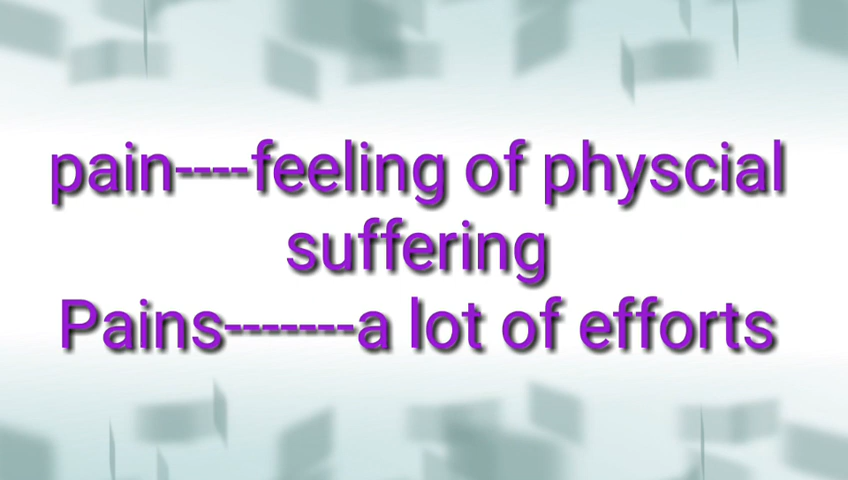 pain----feeling of physcial
suffering
Pains-------a lot of efforts